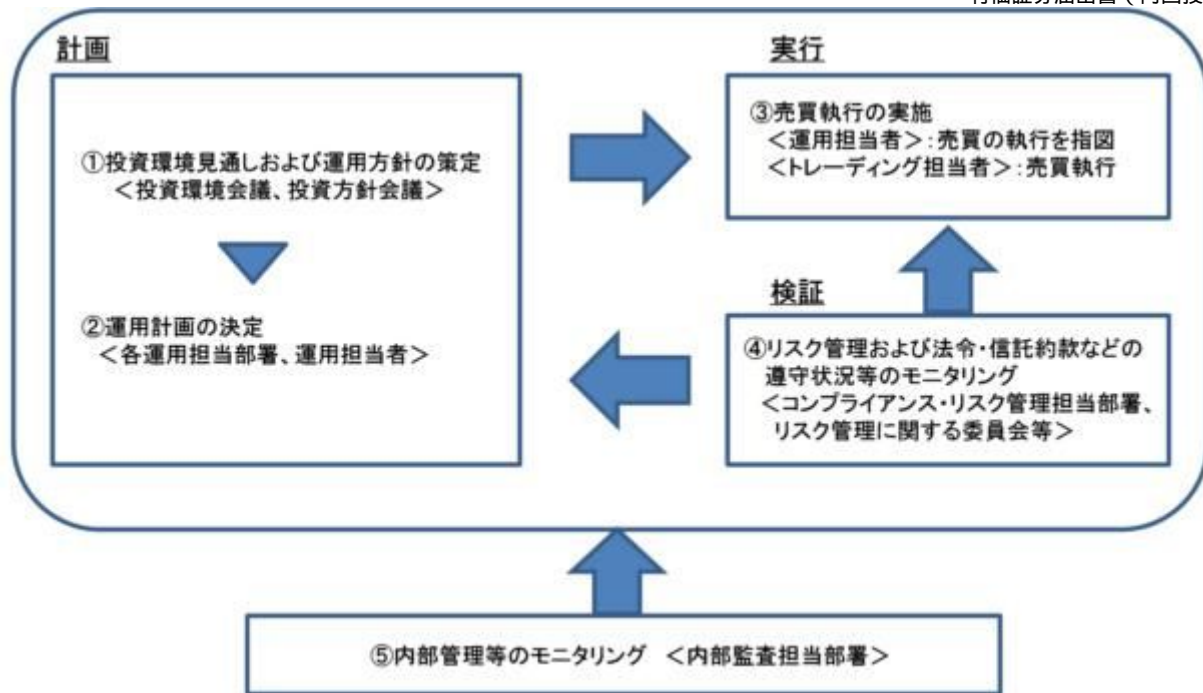 計画
①投資環境見通しおよび運用方針の策定
<投資環境会議、投資方針会議>
②運用計画の決定
<各運用担当部署、運用担当者>
実行
③売買執行の実施
<運用担当者>:売買の執行を指図
<トレーディング担当者>:売買執行
検証
④リスク管理および法令・信託約款などの
遵守状況等のモニタリング
<コンプライアンス・リスク管理担当部署、
リスク管理に関する委員会等>
⑤内部管理等のモニタリング <内部監査担当部署>